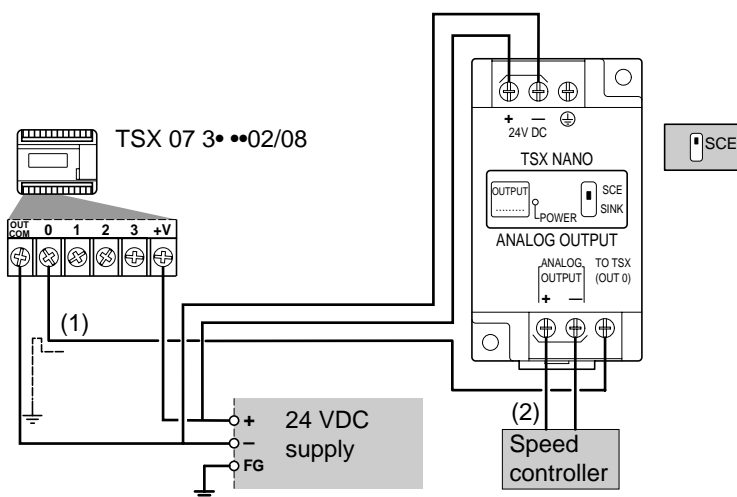 TSX 07 3• ••02/08
OUT COM 0 1 2 3 +V
(1)
+ 24 VDC
– supply
FG
+ –
24V DC
TSX NANO
OUTPUT
.........
POWER
SCE
SINK
ANALOG OUTPUT
ANALOG OUTPUT
TO TSX (OUT 0)
+ –
(2)
Speed
controller
SCE